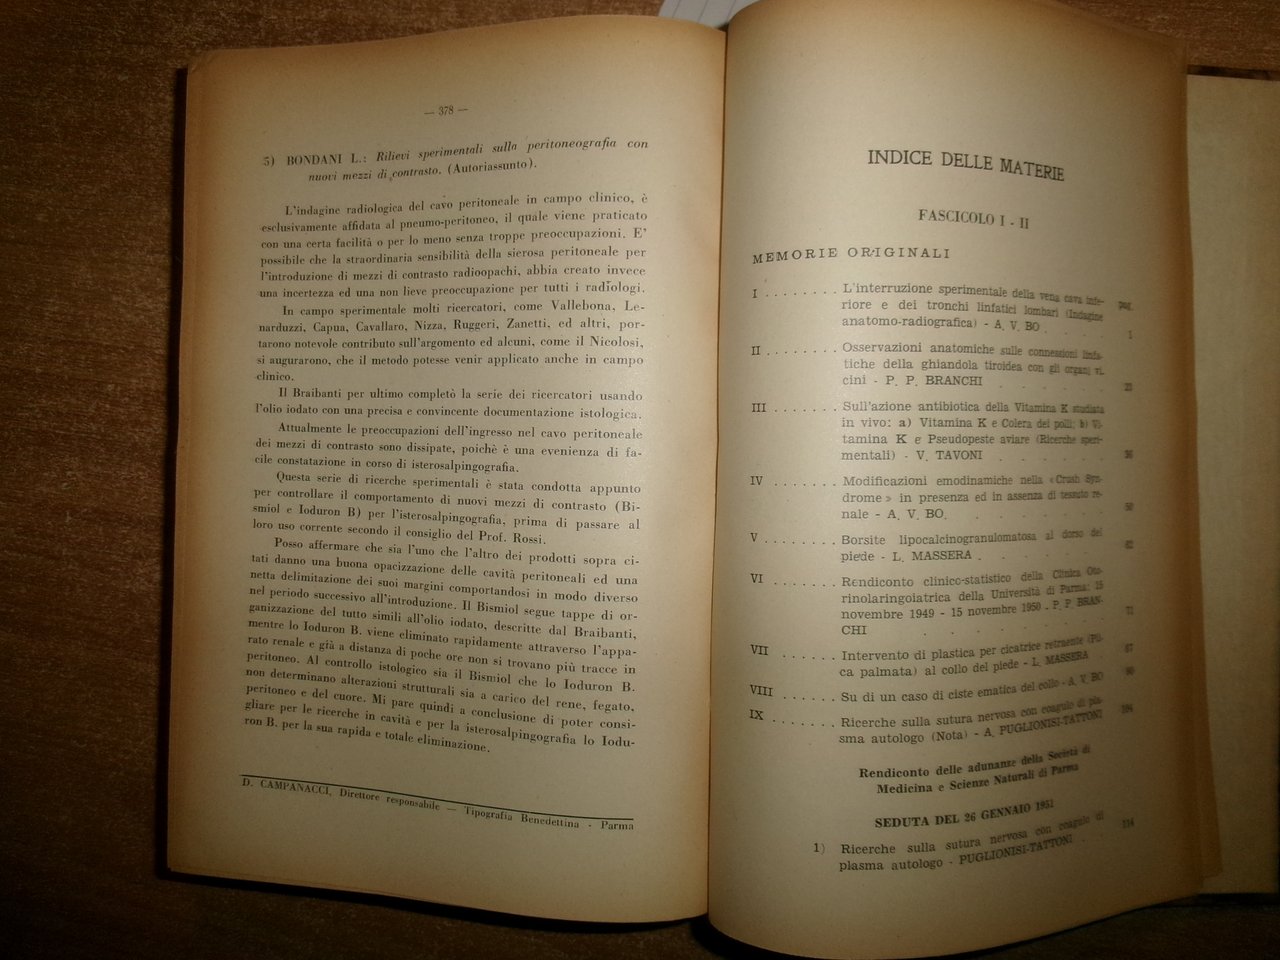 — 378 —
5) BONDANI L.: Rilievi sperimentali sulla peritoneografia con
nuovi mezzi di contrasto. (Autoriassunto).
L'indagine radiologica del cavo peritoneale in campo clinico, è
esclusivamente affidata al pneumo-peritoneo, il quale viene praticato
con una certa facilità o per lo meno senza troppe preoccupazioni. E'
possibile che la straordinaria sensibilità della sierosa peritoneale per
l'introduzione di mezzi di contrasto radioopachi, abbia creato invece
una incertezza ed una non lieve preoccupazione per tutti i radiologi.
In campo sperimentale molti ricercatori, come Vallebona, Le-
narduzzi, Capua, Cavallaro, Nizza, Ruggeri, Zanetti, ed altri, por-
tarono notevole contributo sull'argomento ed alcuni, come il Nicolosi,
si augurarono, che il metodo potesse venir applicato anche in campo
clinico.
Il Braibanti per ultimo completò la serie dei ricercatori usando
l'olio iodato con una precisa e convincente documentazione istologica.
Attualmente le preoccupazioni dell'ingresso nel cavo peritoneale
dei mezzi di contrasto sono dissipate, poichè è una evenienza di fa-
cile constatazione in corso di isterosalpingografia.
Questa serie di ricerche sperimentali è stata condotta appunto
per controllare il comportamento di nuovi mezzi di contrasto (Bi-
smiol e Ioduron B) per l'isterosalpingografia, prima di passare al
loro uso corrente secondo il consiglio del Prof. Rossi.
Posso affermare che sia l'uno che l'altro dei prodotti sopra ci-
tati danno una buona opacizzazione delle cavità peritoneali ed una
netta delimitazione dei suoi margini comportandosi in modo diverso
nel periodo successivo all'introduzione. Il Bismiol segue tappe di or-
ganizzazione del tutto simili all'olio iodato, descritte dal Braibanti,
mentre lo Ioduron B. viene eliminato rapidamente attraverso l'appa-
rato renale e già a distanza di poche ore non si trovano più tracce in
peritoneo. Al controllo istologico sia il Bismiol che lo Ioduron B.
non determinano alterazioni strutturali sia a carico del rene, fegato,
peritoneo e del cuore. Mi pare quindi a conclusione di poter consi-
gliare per le ricerche in cavità e per la isterosalpingografia lo Iodu-
ron B. per la sua rapida e totale eliminazione.
D. CAMPANACCI, Direttore responsabile — Tipografia Benedettina - Parma
INDICE DELLE MATERIE
FASCICOLO I - II
MEMORIE ORIGINALI
pag.
I . . . . . . . . L'interruzione sperimentale della vena cava infe-
riore e dei tronchi linfatici lombari (Indagine
anatomo-radiografica) - A. V. BO . . . . 1
II . . . . . . . . Osservazioni anatomiche sulle connessioni linfa-
tiche della ghiandola tiroidea con gli organi vi-
cini - P. P. BRANCHI . . . . . . 23
III . . . . . . . Sull'azione antibiotica della Vitamina K studiata
in vivo: a) Vitamina K e Colera dei polli; b) Vi-
tamina K e Pseudopeste aviare (Ricerche speri-
mentali) - V. TAVONI . . . . . . 36
IV . . . . . . . Modificazioni emodinamiche nella «Crush Syn-
drome» in presenza ed in assenza di tessuto re-
nale - A. V. BO. . . . . . . 50
V . . . . . . . . Borsite lipocalcinogranulomatosa al dorso del
piede - L. MASSERA . . . . . . 62
VI . . . . . . . Rendiconto clinico-statistico della Clinica Oto-
rinolaringoiatrica della Università di Parma: 15
novembre 1949 - 15 novembre 1950 - P. P. BRAN-
CHI . . . . . . . . 71
VII . . . . . . Intervento di plastica per cicatrice retraente (Pli-
ca palmata) al collo del piede - L. MASSERA 87
VIII . . . . . . Su di un caso di ciste ematica del collo - A. V. BO
IX . . . . . . . Ricerche sulla sutura nervosa con coagulo di pla-
sma autologo (Nota) - A. PUGLIONISI-TATTONI 104
Rendiconto delle adunanze della Società di
Medicina e Scienze Naturali di Parma
SEDUTA DEL 26 GENNAIO 1951
1) Ricerche sulla sutura nervosa con coagulo di
plasma autologo - PUGLIONISI-TATTONI . . 114